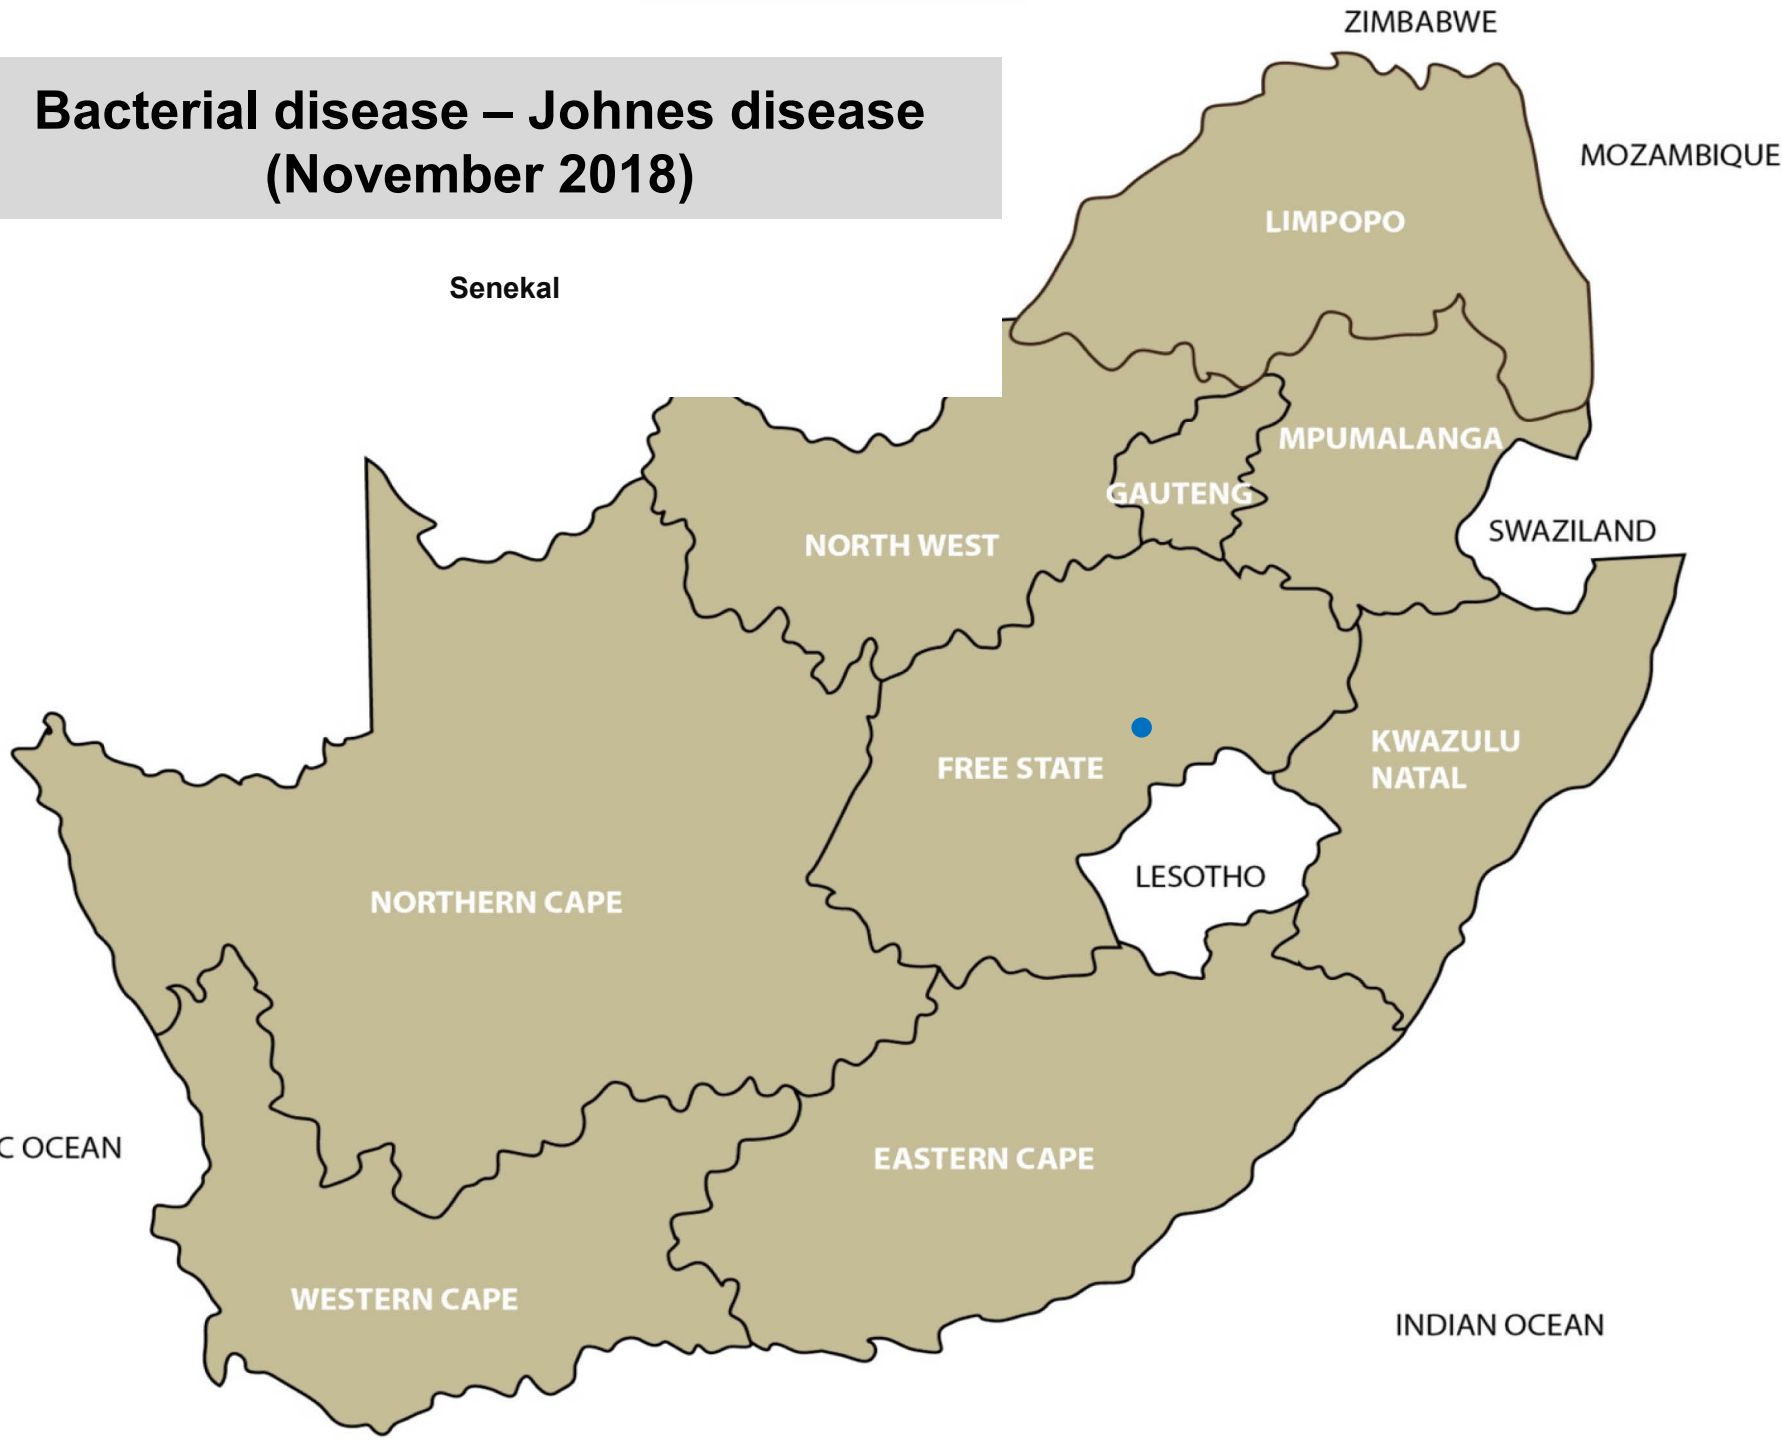 ZIMBABWE
Bacterial disease – Johnes disease
(November 2018)
MOZAMBIQUE
LIMPOPO
Senekal
MPUMALANGA
GAUTENG
SWAZILAND
NORTH WEST
KWAZULU
NATAL
FREE STATE
LESOTHO
NORTHERN CAPE
C OCEAN
EASTERN CAPE
WESTERN CAPE
INDIAN OCEAN